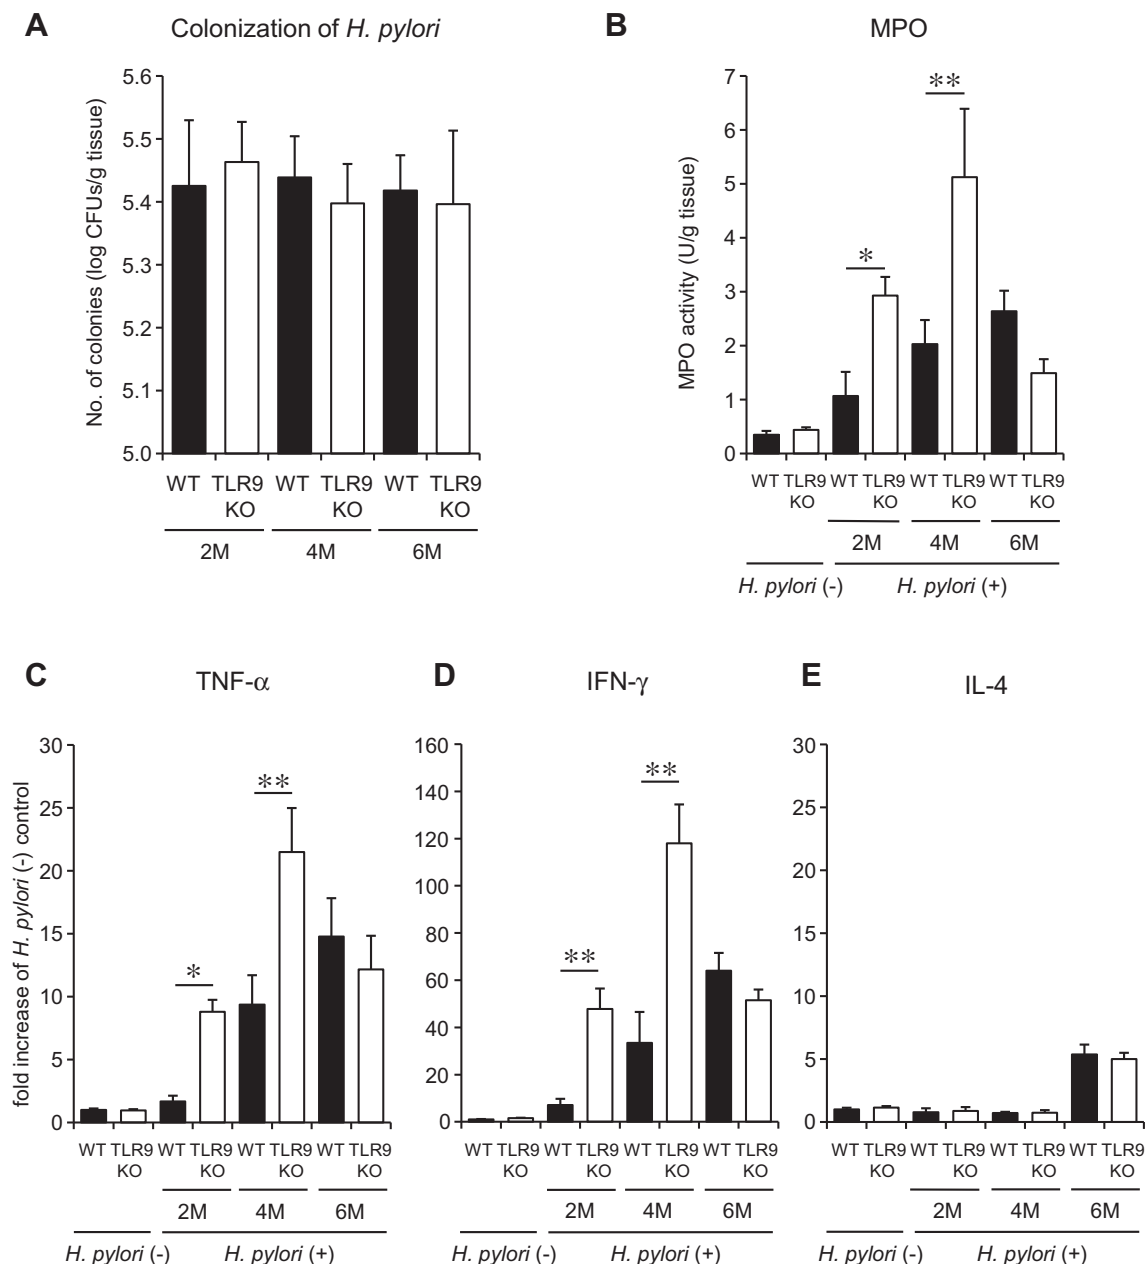 A
Colonization of H. pylori
No. of colonies (log CFUs/g tissue)
5.6
5.5
5.4
5.3
5.2
5.1
5.0
WT TLR9 WT TLR9 WT TLR9
KO KO KO
2M 4M 6M
B
MPO
MPO activity (U/g tissue)
7
6
5
4
3
2
1
0
**
*
WT TLR9 WT TLR9 WT TLR9 WT TLR9
KO KO KO KO
2M 4M 6M
H. pylori (-) H. pylori (+)
C
TNF-α
fold increase of H. pylori (-) control
30
25
20
15
10
5
0
**
*
WT TLR9 WT TLR9 WT TLR9 WT TLR9
KO KO KO KO
2M 4M 6M
H. pylori (-) H. pylori (+)
D
IFN-γ
160
140
120
100
80
60
40
20
0
**
**
WT TLR9 WT TLR9 WT TLR9 WT TLR9
KO KO KO KO
2M 4M 6M
H. pylori (-) H. pylori (+)
E
IL-4
30
25
20
15
10
5
0
WT TLR9 WT TLR9 WT TLR9 WT TLR9
KO KO KO KO
2M 4M 6M
H. pylori (-) H. pylori (+)